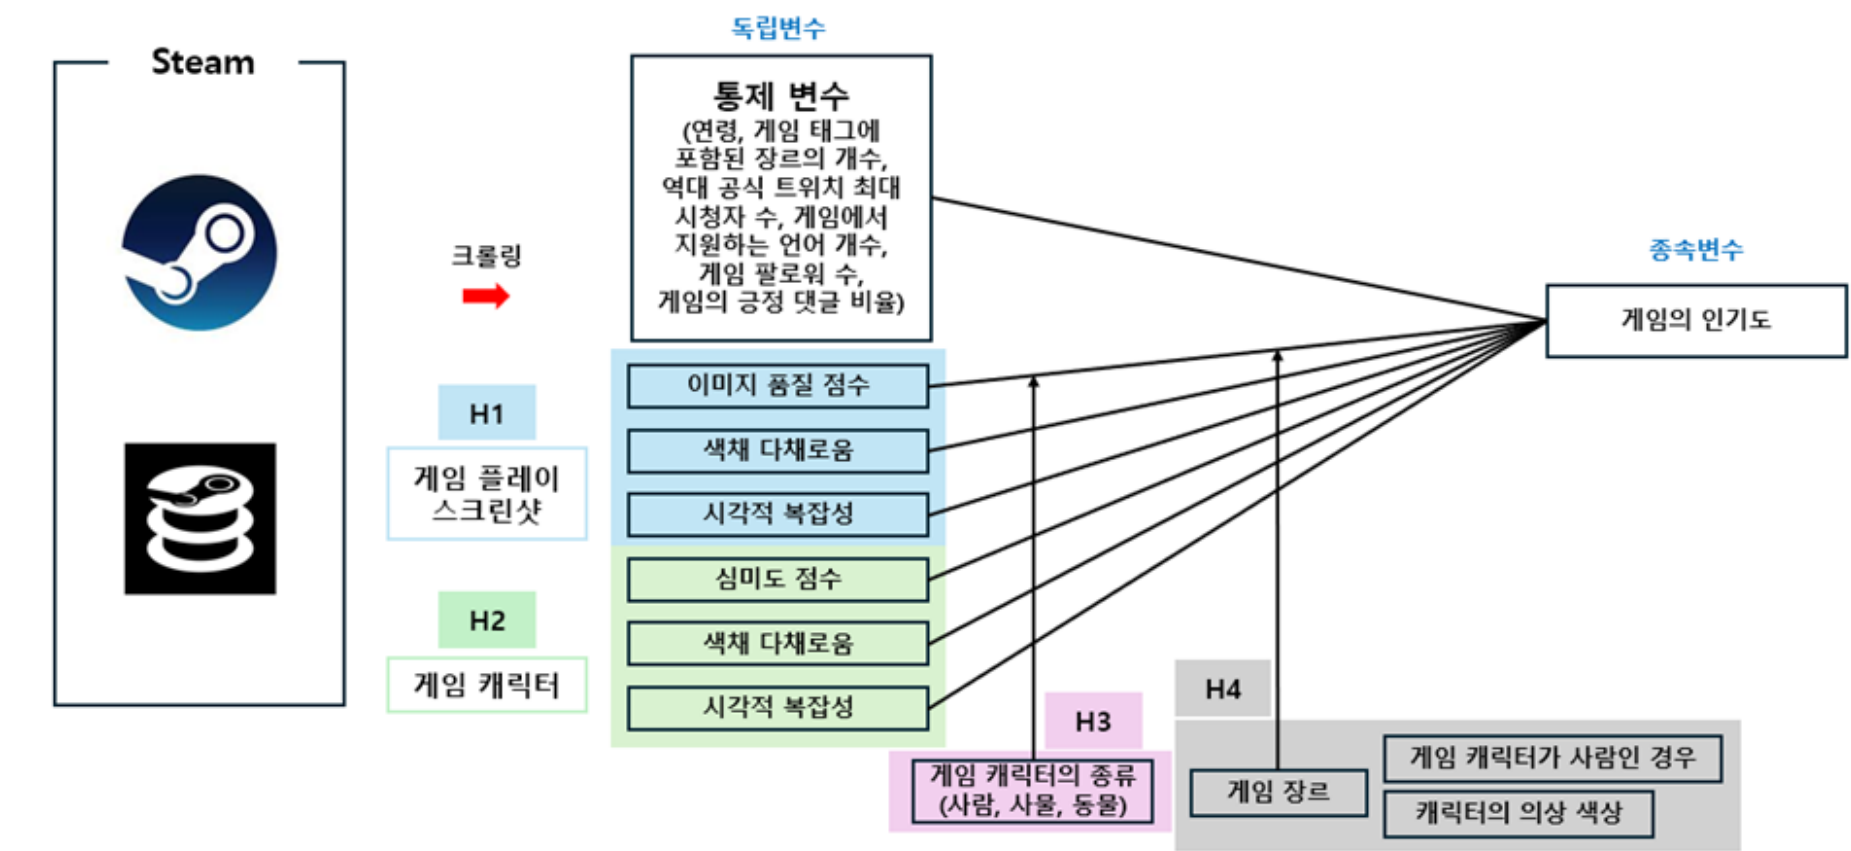 Steam
크롤링
H1
게임 플레이
스크린샷
H2
게임 캐릭터
독립변수
통제 변수
(연령, 게임 태그에
포함된 장르의 개수,
역대 공식 트위치 최대
시청자 수, 게임에서
지원하는 언어 개수,
게임 팔로워 수,
게임의 긍정 댓글 비율)
이미지 품질 점수
색채 다채로움
시각적 복잡성
심미도 점수
색채 다채로움
시각적 복잡성
종속변수
게임의 인기도
H3
게임 캐릭터의 종류
(사람, 사물, 동물)
H4
게임 장르
게임 캐릭터가 사람인 경우
캐릭터의 의상 색상